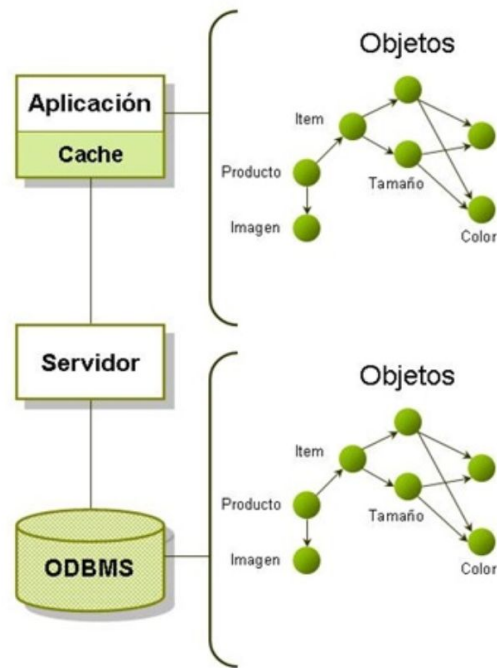 Aplicación
Cache
Servidor
ODBMS
Objetos
Item
Producto
Tamaño
Imagen
Color
Objetos
Item
Producto
Tamaño
Imagen
Color